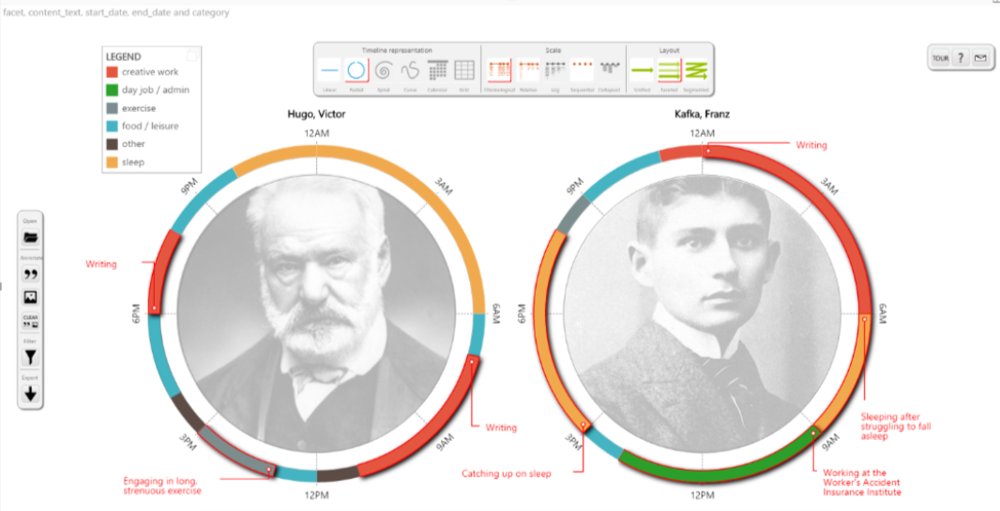 facet, content_text, start_date, end_date and category
LEGEND
creative work
day job / admin
exercise
food / leisure
other
sleep
Timeline representation
Scale
Layout
Linear
Radial
Spiral
Curve
Calendar
Grid
Chronological
Relative
Log
Sequential
Collapsed
Unified
Faceted
Segmented
TOUR
?
Open
Annotate
CLEAR
Filter
Export
Hugo, Victor
12AM
3AM
6AM
9AM
12PM
3PM
6PM
9PM
Writing
Writing
Engaging in long,
strenuous exercise
Kafka, Franz
12AM
3AM
6AM
9AM
12PM
3PM
6PM
9PM
Writing
Sleeping after
struggling to fall
asleep
Working at the
Worker's Accident
Insurance Institute
Catching up on sleep